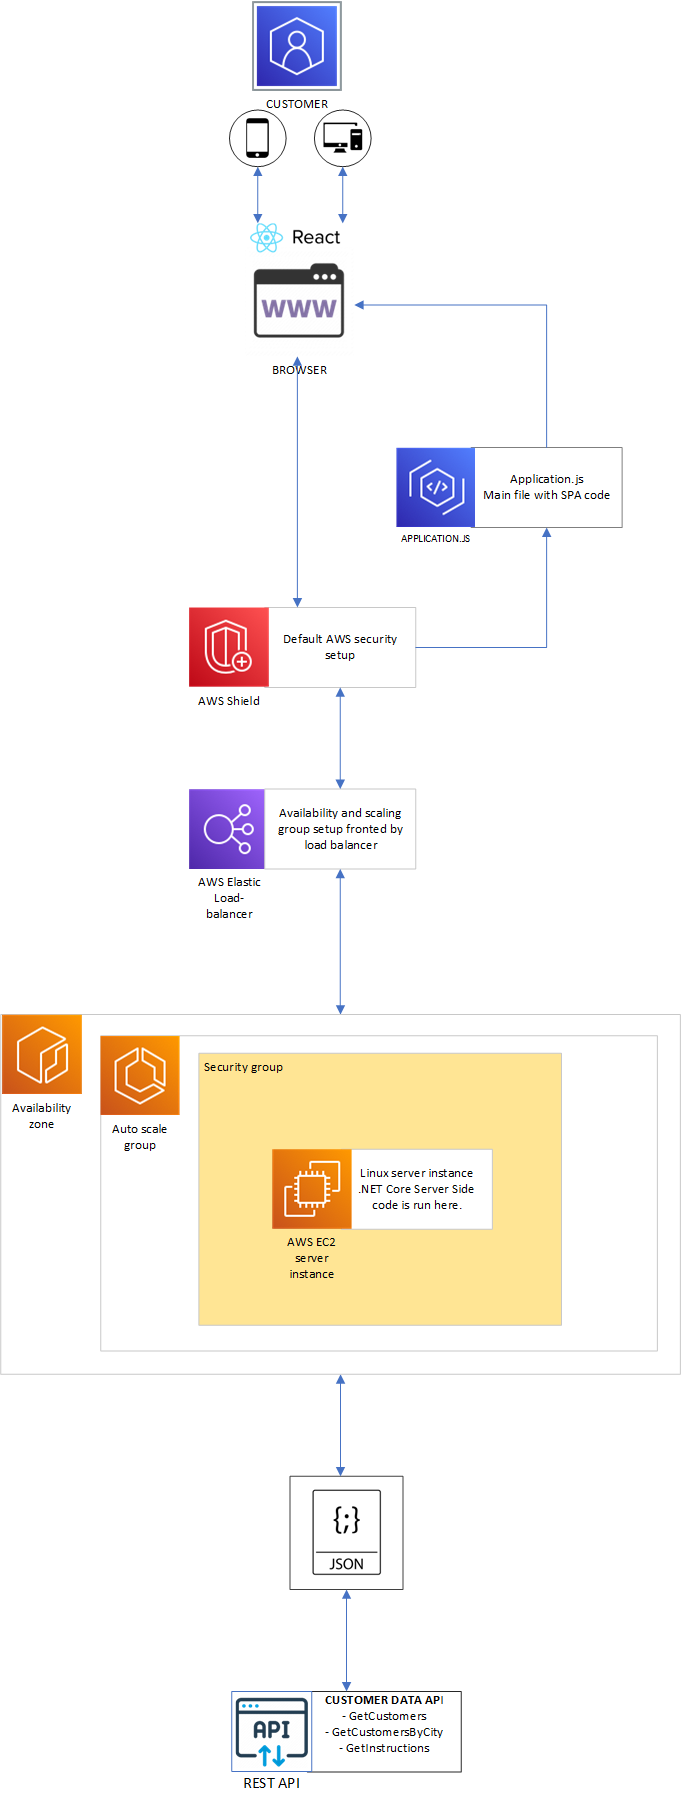 CUSTOMER
React
WWW
BROWSER
Application.js
Main file with SPA code
APPLICATION.JS
Default AWS security
setup
AWS Shield
Availability and scaling
group setup fronted by
load balancer
AWS Elastic
Load-
balancer
Availability
zone
Auto scale
group
Security group
Linux server instance
.NET Core Server Side
code is run here.
AWS EC2
server
instance
{;}
JSON
API
CUSTOMER DATA API
- GetCustomers
- GetCustomersByCity
- GetInstructions
REST API